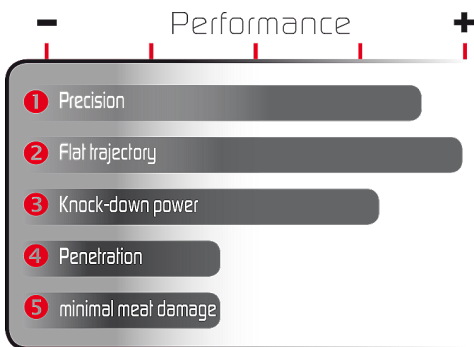 - Performance +
1 Precision
2 Flat trajectory
3 Knock-down power
4 Penetration
5 minimal meat damage